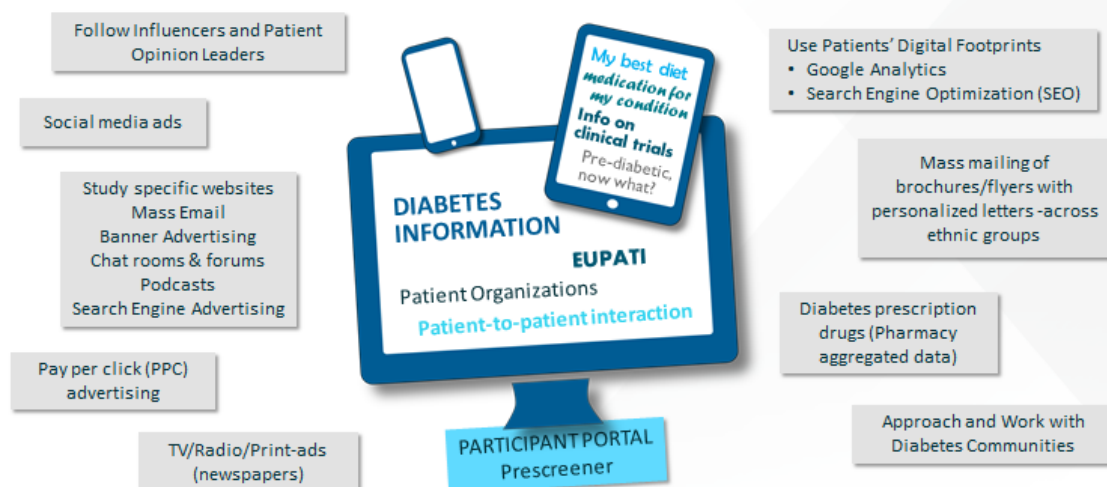 Follow Influencers and Patient
Opinion Leaders
Social media ads
Study specific websites
Mass Email
Banner Advertising
Chat rooms & forums
Podcasts
Search Engine Advertising
Pay per click (PPC)
advertising
TV/Radio/Print-ads
(newspapers)
My best diet
medication for
my condition
Info on
clinical trials
Pre-diabetic,
now what?
DIABETES
INFORMATION
EUPATI
Patient Organizations
Patient-to-patient interaction
PARTICIPANT PORTAL
Prescreener
Use Patients' Digital Footprints
• Google Analytics
• Search Engine Optimization (SEO)
Mass mailing of
brochures/flyers with
personalized letters -across
ethnic groups
Diabetes prescription
drugs (Pharmacy
aggregated data)
Approach and Work with
Diabetes Communities